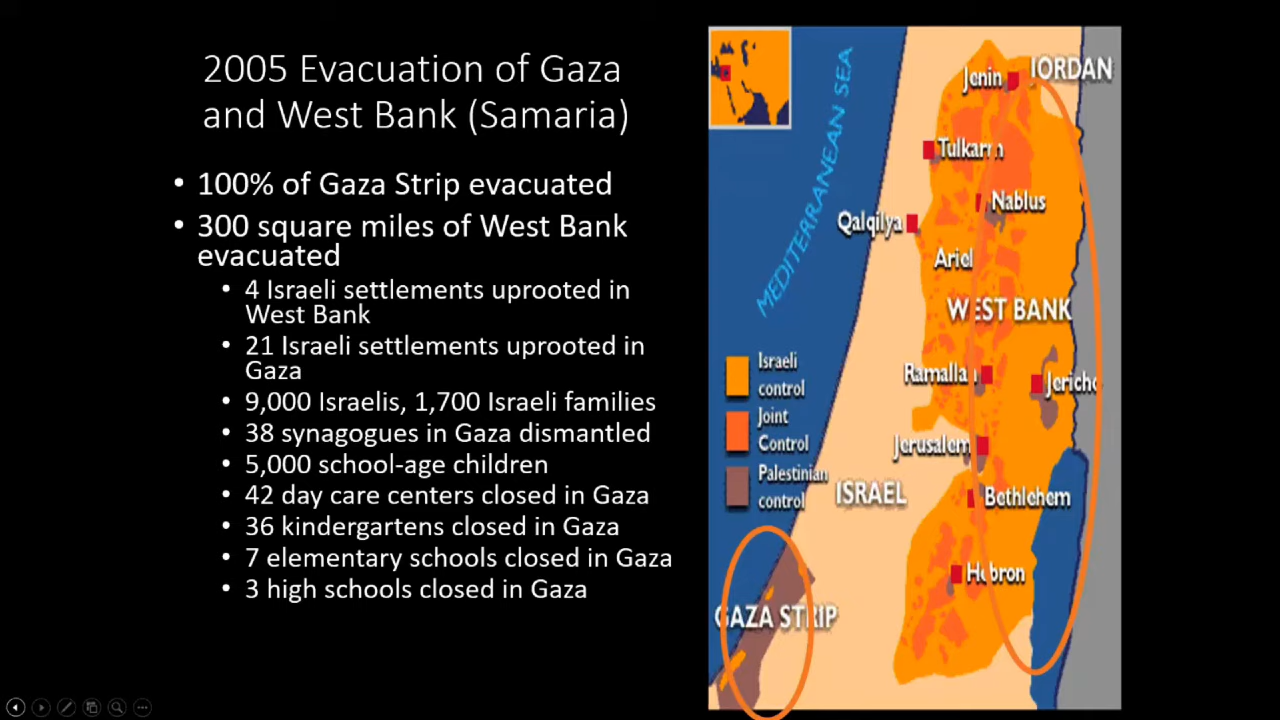 2005 Evacuation of Gaza
and West Bank (Samaria)
• 100% of Gaza Strip evacuated
• 300 square miles of West Bank
evacuated
• 4 Israeli settlements uprooted in
West Bank
• 21 Israeli settlements uprooted in
Gaza
• 9,000 Israelis, 1,700 Israeli families
• 38 synagogues in Gaza dismantled
• 5,000 school-age children
• 42 day care centers closed in Gaza
• 36 kindergartens closed in Gaza
• 7 elementary schools closed in Gaza
• 3 high schools closed in Gaza
MEDITERRANEAN SEA
JORDAN
Jenin
Tulkarm
Nablus
Qalqilya
Ariel
WEST BANK
Israeli
control
Joint
Control
Palestinian
control
Ramalla
Jericho
Jerusalem
ISRAEL
Bethlehem
Hebron
GAZA STRIP